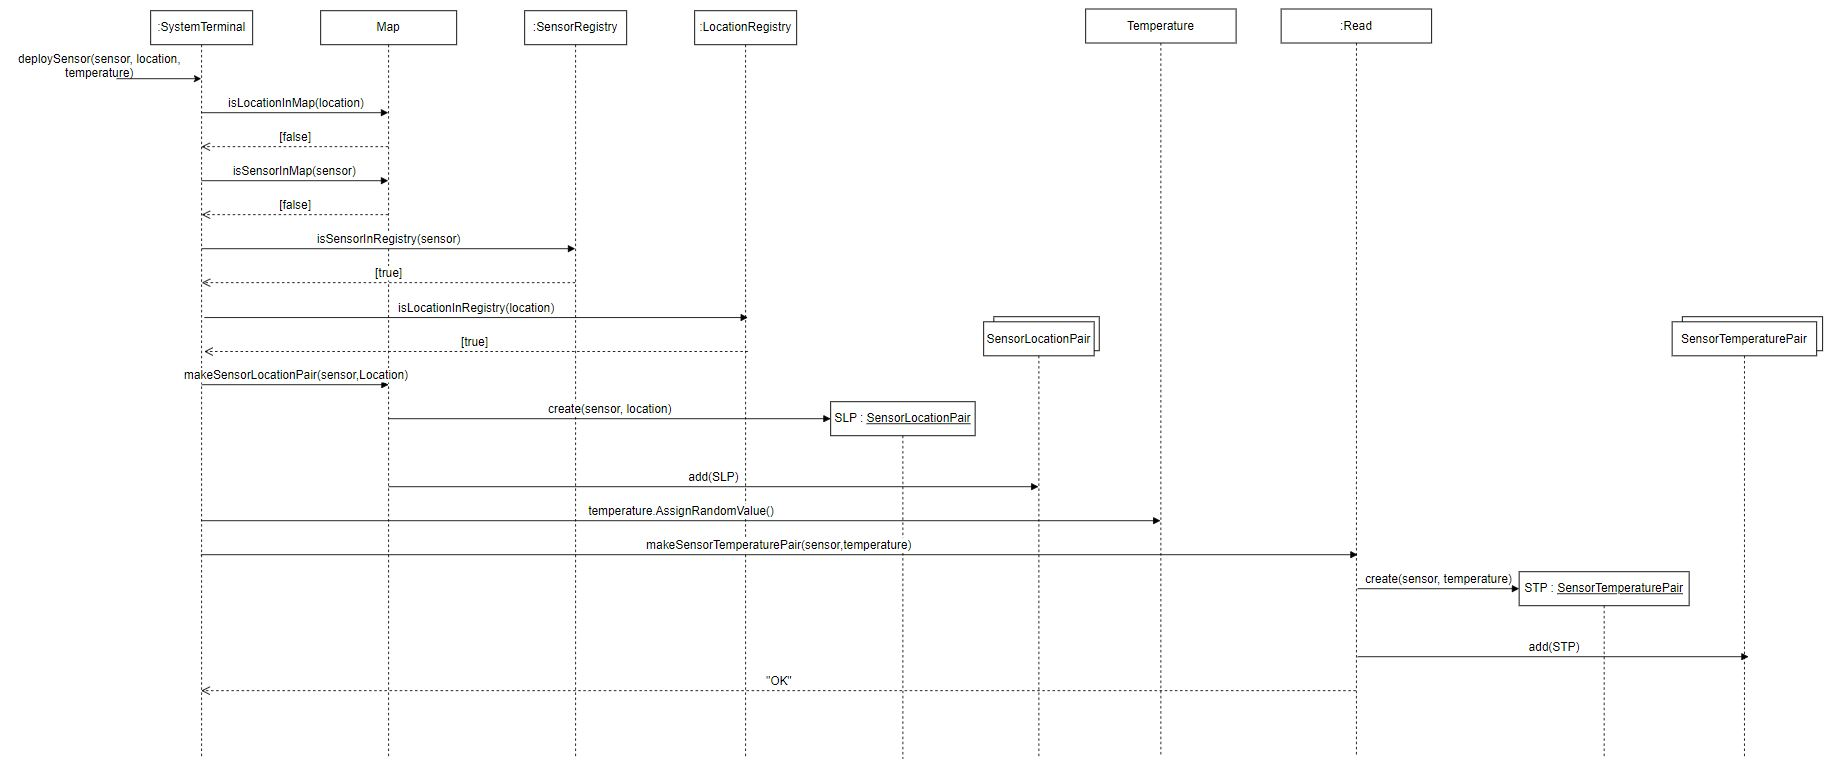 :SystemTerminal
Map
:SensorRegistry
:LocationRegistry
Temperature
:Read
deploySensor(sensor, location,
temperature)
isLocationInMap(location)
[false]
isSensorInMap(sensor)
[false]
isSensorInRegistry(sensor)
[true]
isLocationInRegistry(location)
SensorLocationPair
SensorTemperaturePair
[true]
makeSensorLocationPair(sensor,Location)
create(sensor, location)
SLP : SensorLocationPair
add(SLP)
temperature.AssignRandomValue()
makeSensorTemperaturePair(sensor,temperature)
create(sensor, temperature)
STP : SensorTemperaturePair
add(STP)
"OK"